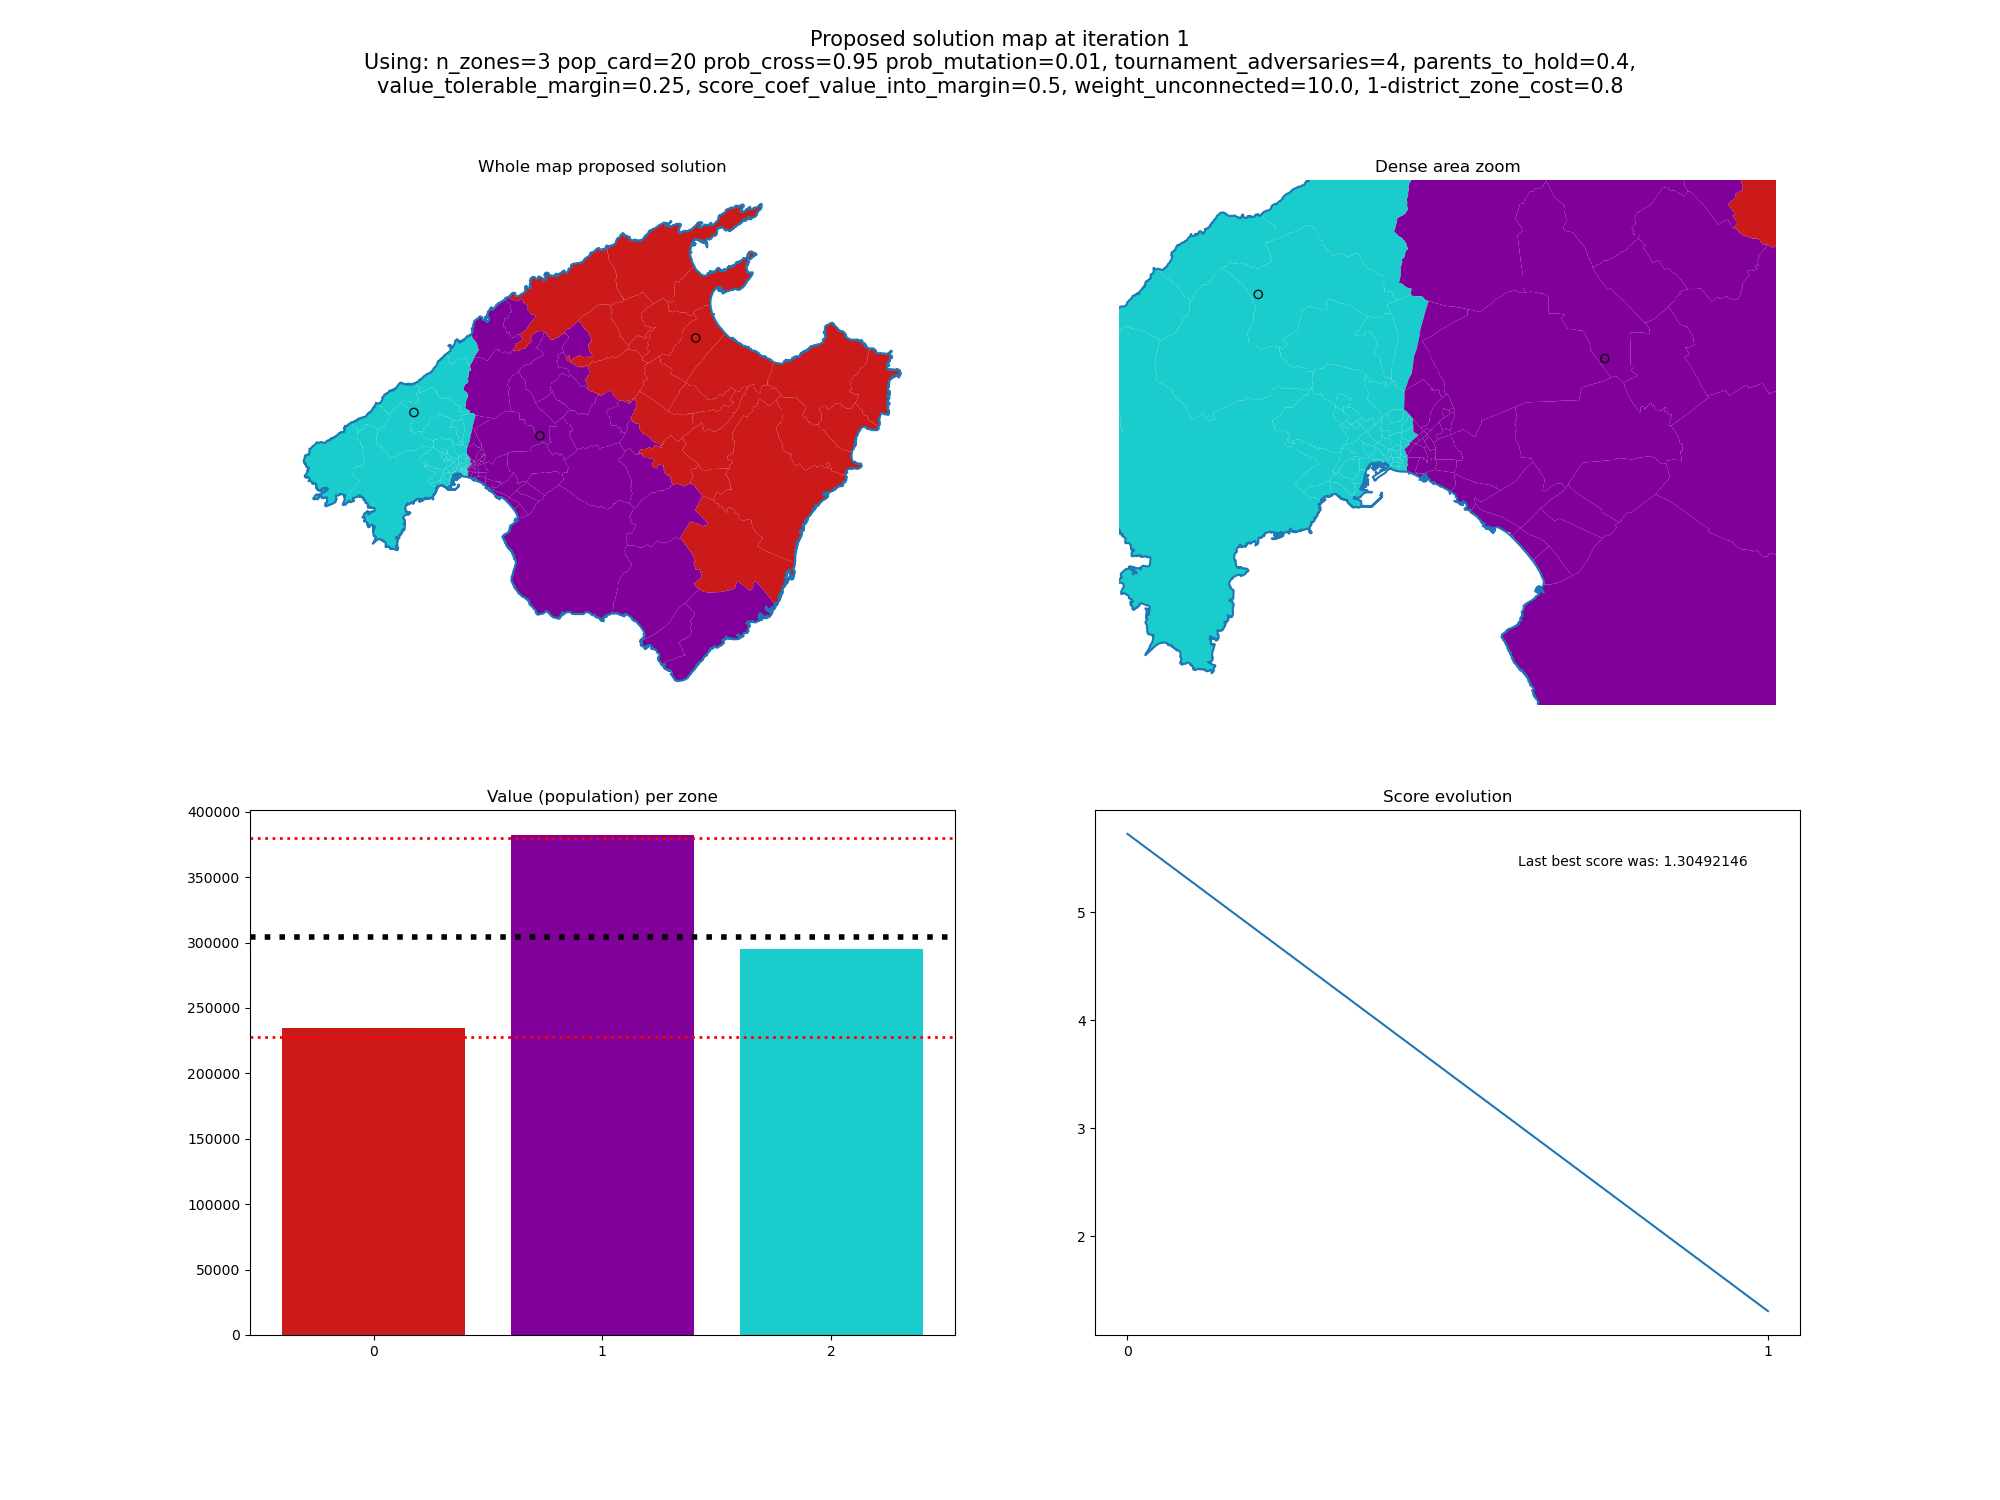 Proposed solution map at iteration 1
Using: n_zones=3 pop_card=20 prob_cross=0.95 prob_mutation=0.01, tournament_adversaries=4, parents_to_hold=0.4,
value_tolerable_margin=0.25, score_coef_value_into_margin=0.5, weight_unconnected=10.0, 1-district_zone_cost=0.8
Whole map proposed solution
Dense area zoom
Value (population) per zone
400000
350000
300000
250000
200000
150000
100000
50000
0
0
1
2
Score evolution
Last best score was: 1.30492146
5
4
3
2
0
1